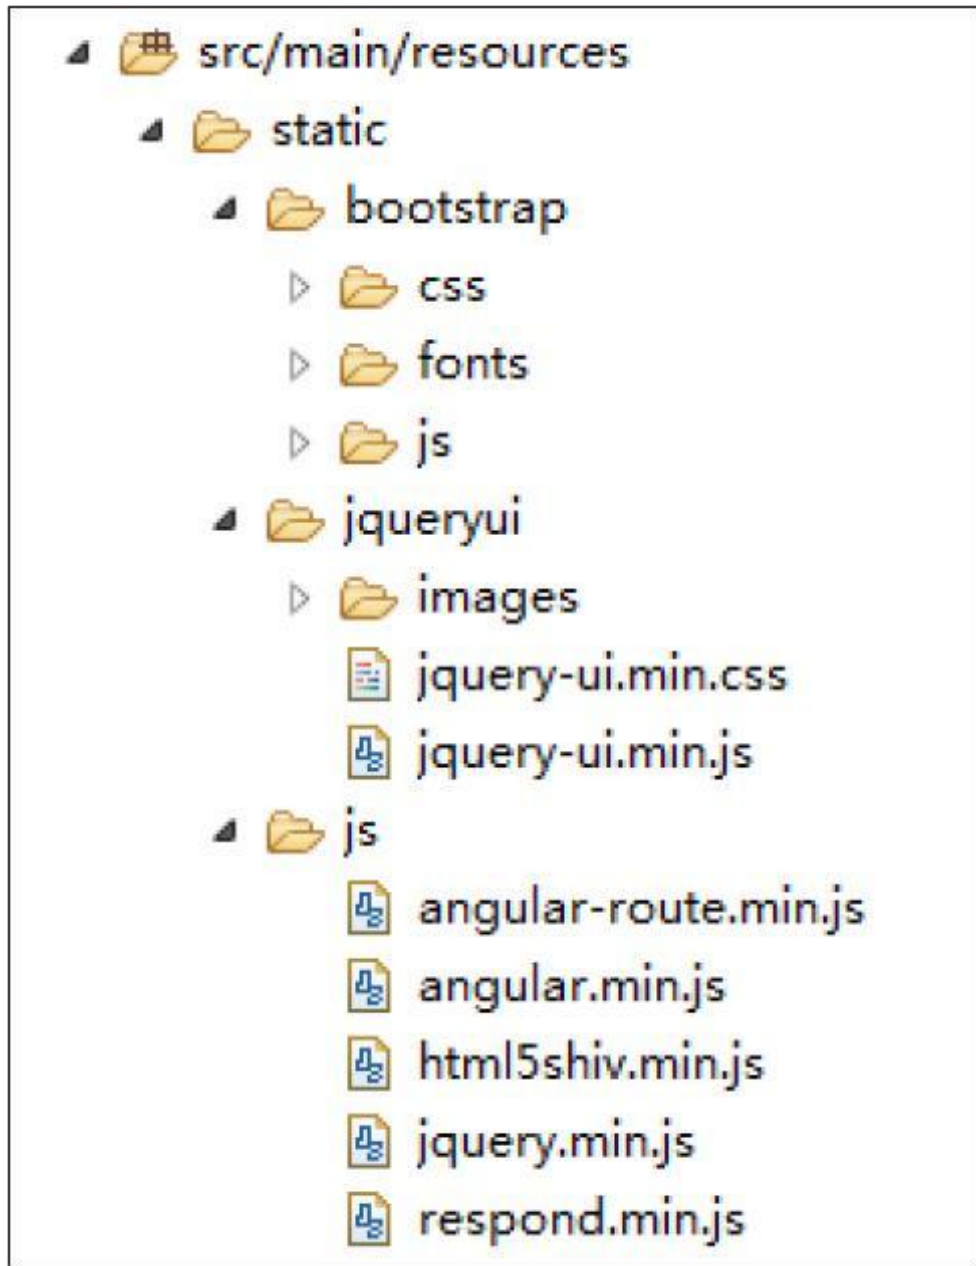 src/main/resources
static
bootstrap
css
fonts
js
jqueryui
images
jquery-ui.min.css
jquery-ui.min.js
js
angular-route.min.js
angular.min.js
html5shiv.min.js
jquery.min.js
respond.min.js